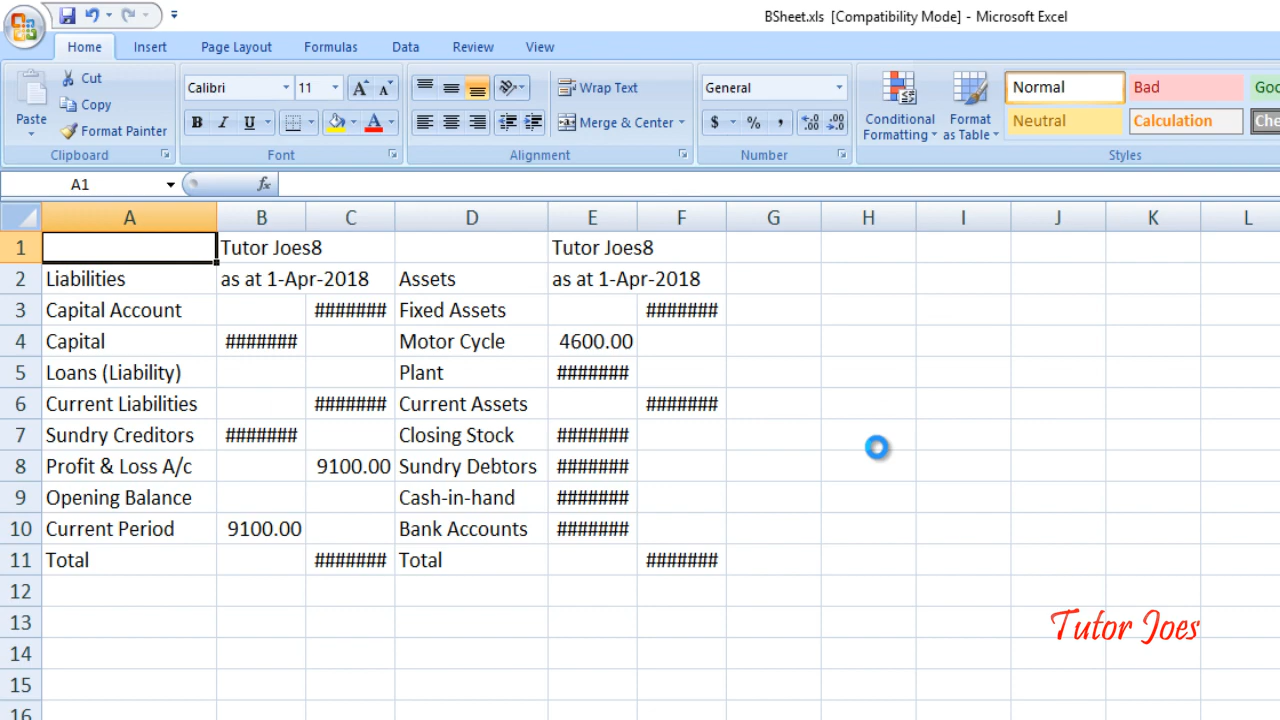 BSheet.xls [Compatibility Mode] - Microsoft Excel
Home Insert Page Layout Formulas Data Review View
Paste Cut Copy Format Painter Clipboard
Calibri 11 A A B I U A Font
Wrap Text Merge & Center Alignment
General $ % , .0 .00 .00 .0 Number
Conditional Formatting Format as Table Normal Bad Neutral Calculation Styles
A1 fx
A B C D E F G H I J K L
1 Tutor Joes8 Tutor Joes8
2 Liabilities as at 1-Apr-2018 Assets as at 1-Apr-2018
3 Capital Account ####### Fixed Assets #######
4 Capital ####### Motor Cycle 4600.00
5 Loans (Liability) Plant #######
6 Current Liabilities ####### Current Assets #######
7 Sundry Creditors ####### Closing Stock #######
8 Profit & Loss A/c 9100.00 Sundry Debtors #######
9 Opening Balance Cash-in-hand #######
10 Current Period 9100.00 Bank Accounts #######
11 Total ####### Total #######
12
13
Tutor Joes
14
15
16